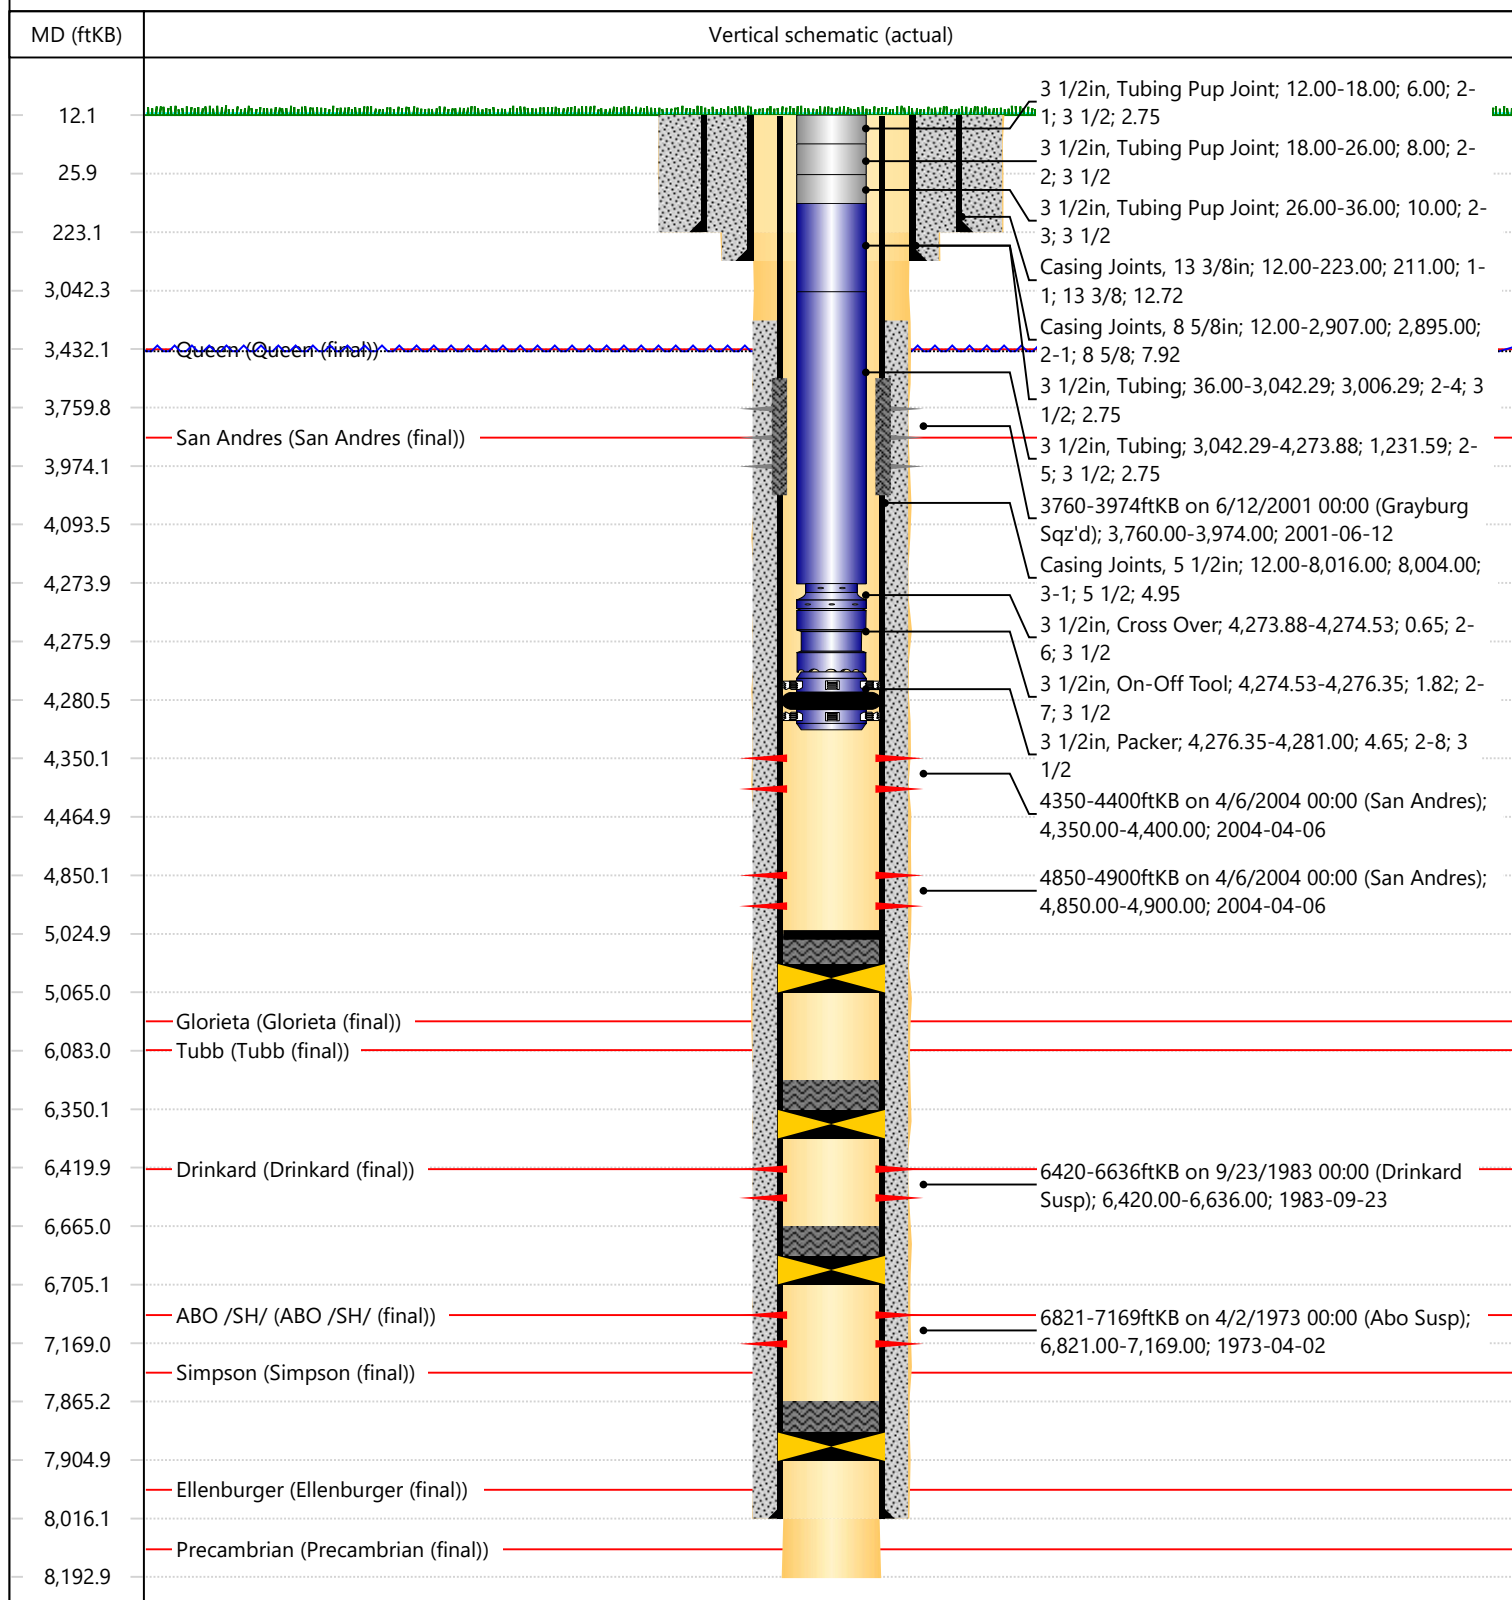 MD (ftKB)
Vertical schematic (actual)
12.1
25.9
223.1
3,042.3
3,432.1
3,759.8
3,974.1
4,093.5
4,273.9
4,275.9
4,280.5
4,350.1
4,464.9
4,850.1
5,024.9
5,065.0
6,083.0
6,350.1
6,419.9
6,665.0
6,705.1
7,169.0
7,865.2
7,904.9
8,016.1
8,192.9
Queen (Queen (final))
San Andres (San Andres (final))
Glorieta (Glorieta (final))
Tubb (Tubb (final))
Drinkard (Drinkard (final))
ABO /SH/ (ABO /SH/ (final))
Simpson (Simpson (final))
Ellenburger (Ellenburger (final))
Precambrian (Precambrian (final))
3 1/2in, Tubing Pup Joint; 12.00-18.00; 6.00; 2-
1; 3 1/2; 2.75
3 1/2in, Tubing Pup Joint; 18.00-26.00; 8.00; 2-
2; 3 1/2
3 1/2in, Tubing Pup Joint; 26.00-36.00; 10.00; 2-
3; 3 1/2
Casing Joints, 13 3/8in; 12.00-223.00; 211.00; 1-
1; 13 3/8; 12.72
Casing Joints, 8 5/8in; 12.00-2,907.00; 2,895.00;
2-1; 8 5/8; 7.92
3 1/2in, Tubing; 36.00-3,042.29; 3,006.29; 2-4; 3
1/2; 2.75
3 1/2in, Tubing; 3,042.29-4,273.88; 1,231.59; 2-
5; 3 1/2; 2.75
3760-3974ftKB on 6/12/2001 00:00 (Grayburg
Sqz'd); 3,760.00-3,974.00; 2001-06-12
Casing Joints, 5 1/2in; 12.00-8,016.00; 8,004.00;
3-1; 5 1/2; 4.95
3 1/2in, Cross Over; 4,273.88-4,274.53; 0.65; 2-
6; 3 1/2
3 1/2in, On-Off Tool; 4,274.53-4,276.35; 1.82; 2-
7; 3 1/2
3 1/2in, Packer; 4,276.35-4,281.00; 4.65; 2-8; 3
1/2
4350-4400ftKB on 4/6/2004 00:00 (San Andres);
4,350.00-4,400.00; 2004-04-06
4850-4900ftKB on 4/6/2004 00:00 (San Andres);
4,850.00-4,900.00; 2004-04-06
6420-6636ftKB on 9/23/1983 00:00 (Drinkard
Susp); 6,420.00-6,636.00; 1983-09-23
6821-7169ftKB on 4/2/1973 00:00 (Abo Susp);
6,821.00-7,169.00; 1973-04-02